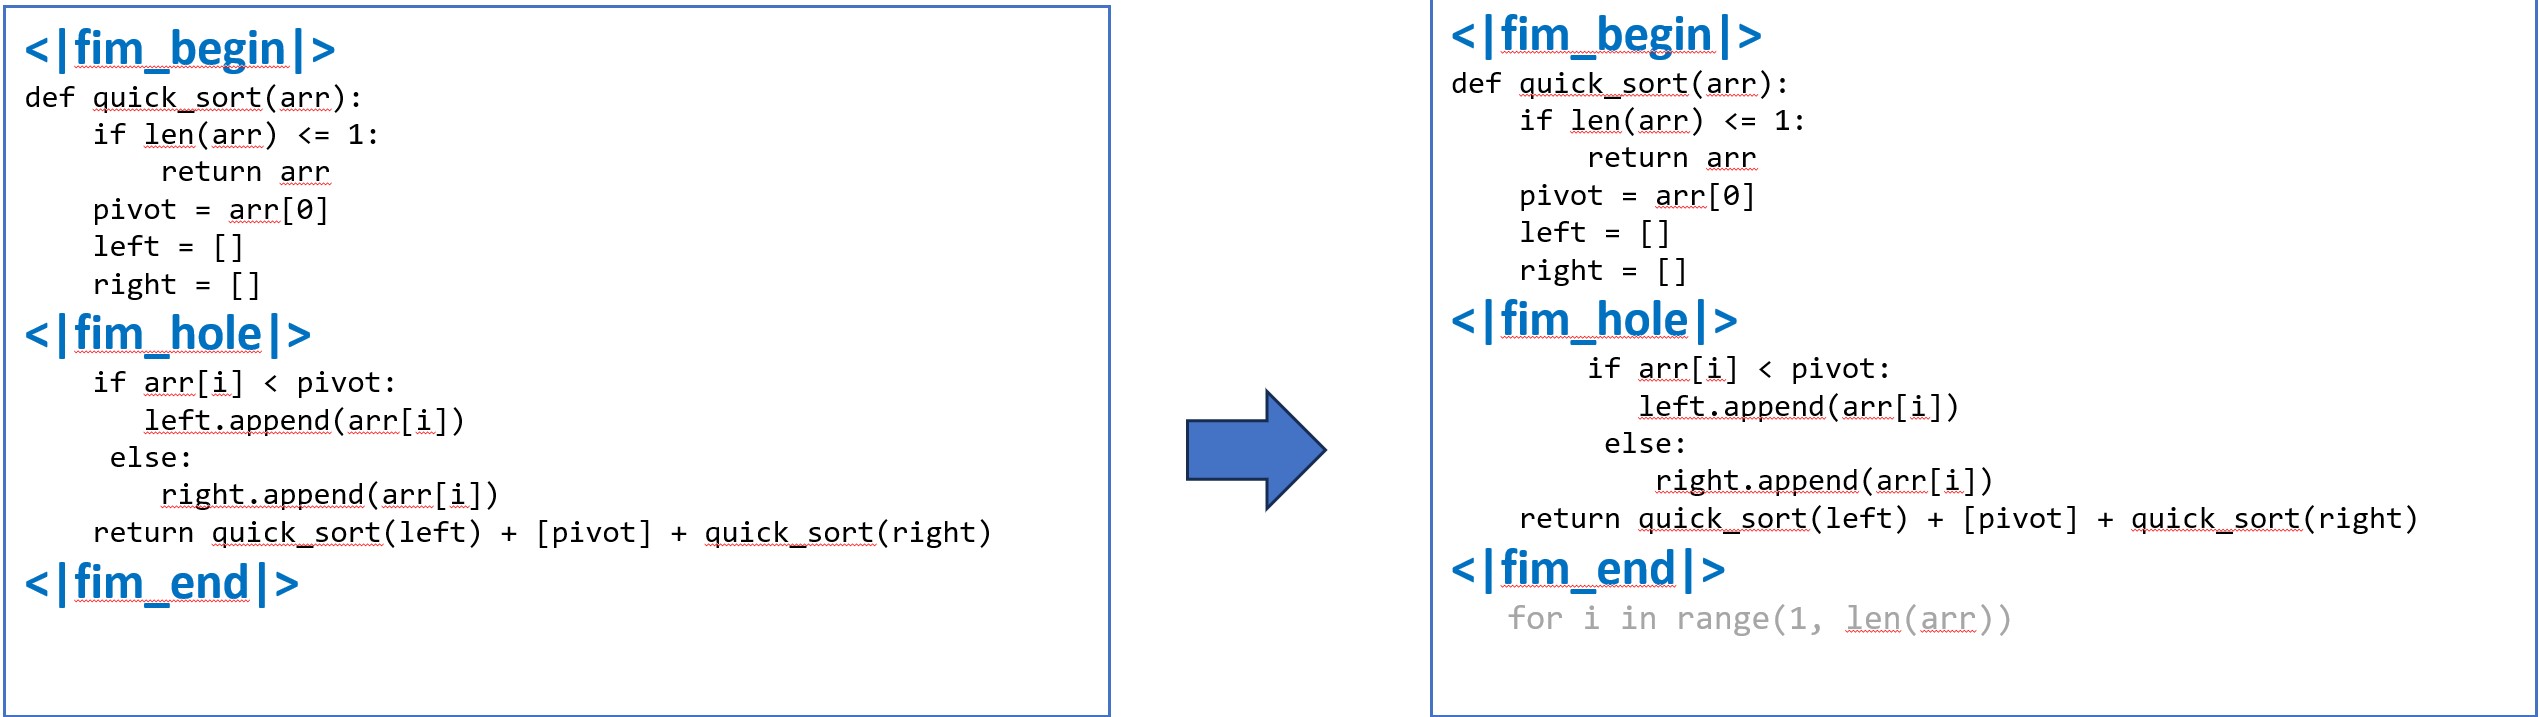 <|fim_begin|>
def quick_sort(arr):
    if len(arr) <= 1:
        return arr
    pivot = arr[0]
    left = []
    right = []
<|fim_hole|>
    if arr[i] < pivot:
       left.append(arr[i])
     else:
        right.append(arr[i])
    return quick_sort(left) + [pivot] + quick_sort(right)
<|fim_end|>
<|fim_begin|>
def quick_sort(arr):
    if len(arr) <= 1:
        return arr
    pivot = arr[0]
    left = []
    right = []
<|fim_hole|>
        if arr[i] < pivot:
           left.append(arr[i])
         else:
            right.append(arr[i])
    return quick_sort(left) + [pivot] + quick_sort(right)
<|fim_end|>
   for i in range(1, len(arr))